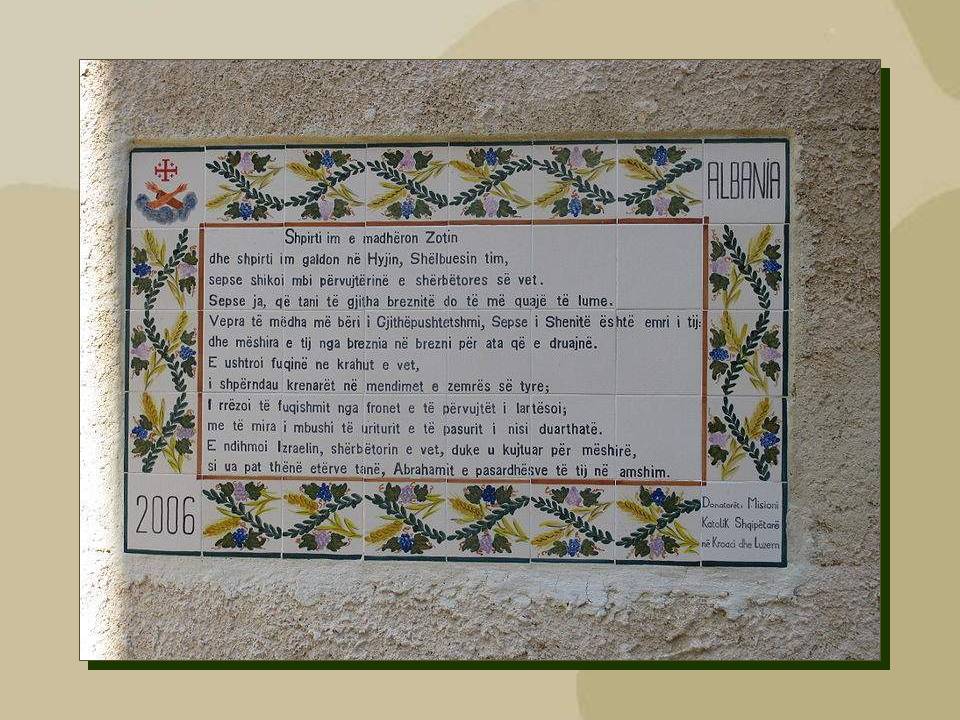 ALBANIA
Shpirti im e madhëron Zotin
dhe shpirti im galdon në Hyjin, Shëlbuesin tim,
sepse shikoi mbi përvujtërinë e shërbëtores së vet.
Sepse ja, që tani të gjitha breznitë do të më quajë të lume.
Vepra të mëdha më bëri i Gjithëpushtetshmi, Sepse i Shenitë është emri i tij:
dhe mëshira e tij nga breznia në brezni për ata që e druajnë.
E ushtroi fuqinë ne krahut e vet,
i shpërndau krenarët në mendimet e zemrës së tyre;
I rrëzoi të fuqishmit nga fronet e të përvujtët i lartësoi;
me të mira i mbushi të uriturit e të pasurit i nisi duarthatë.
E ndihmoi Izraelin, shërbëtorin e vet, duke u kujtuar për mëshirë,
si ua pat thënë etërve tanë, Abrahamit e pasardhësve të tij në amshim.
2006
Donatorët: Misioni
Katolik Shqipëtarë
në Kroaci dhe Luzern